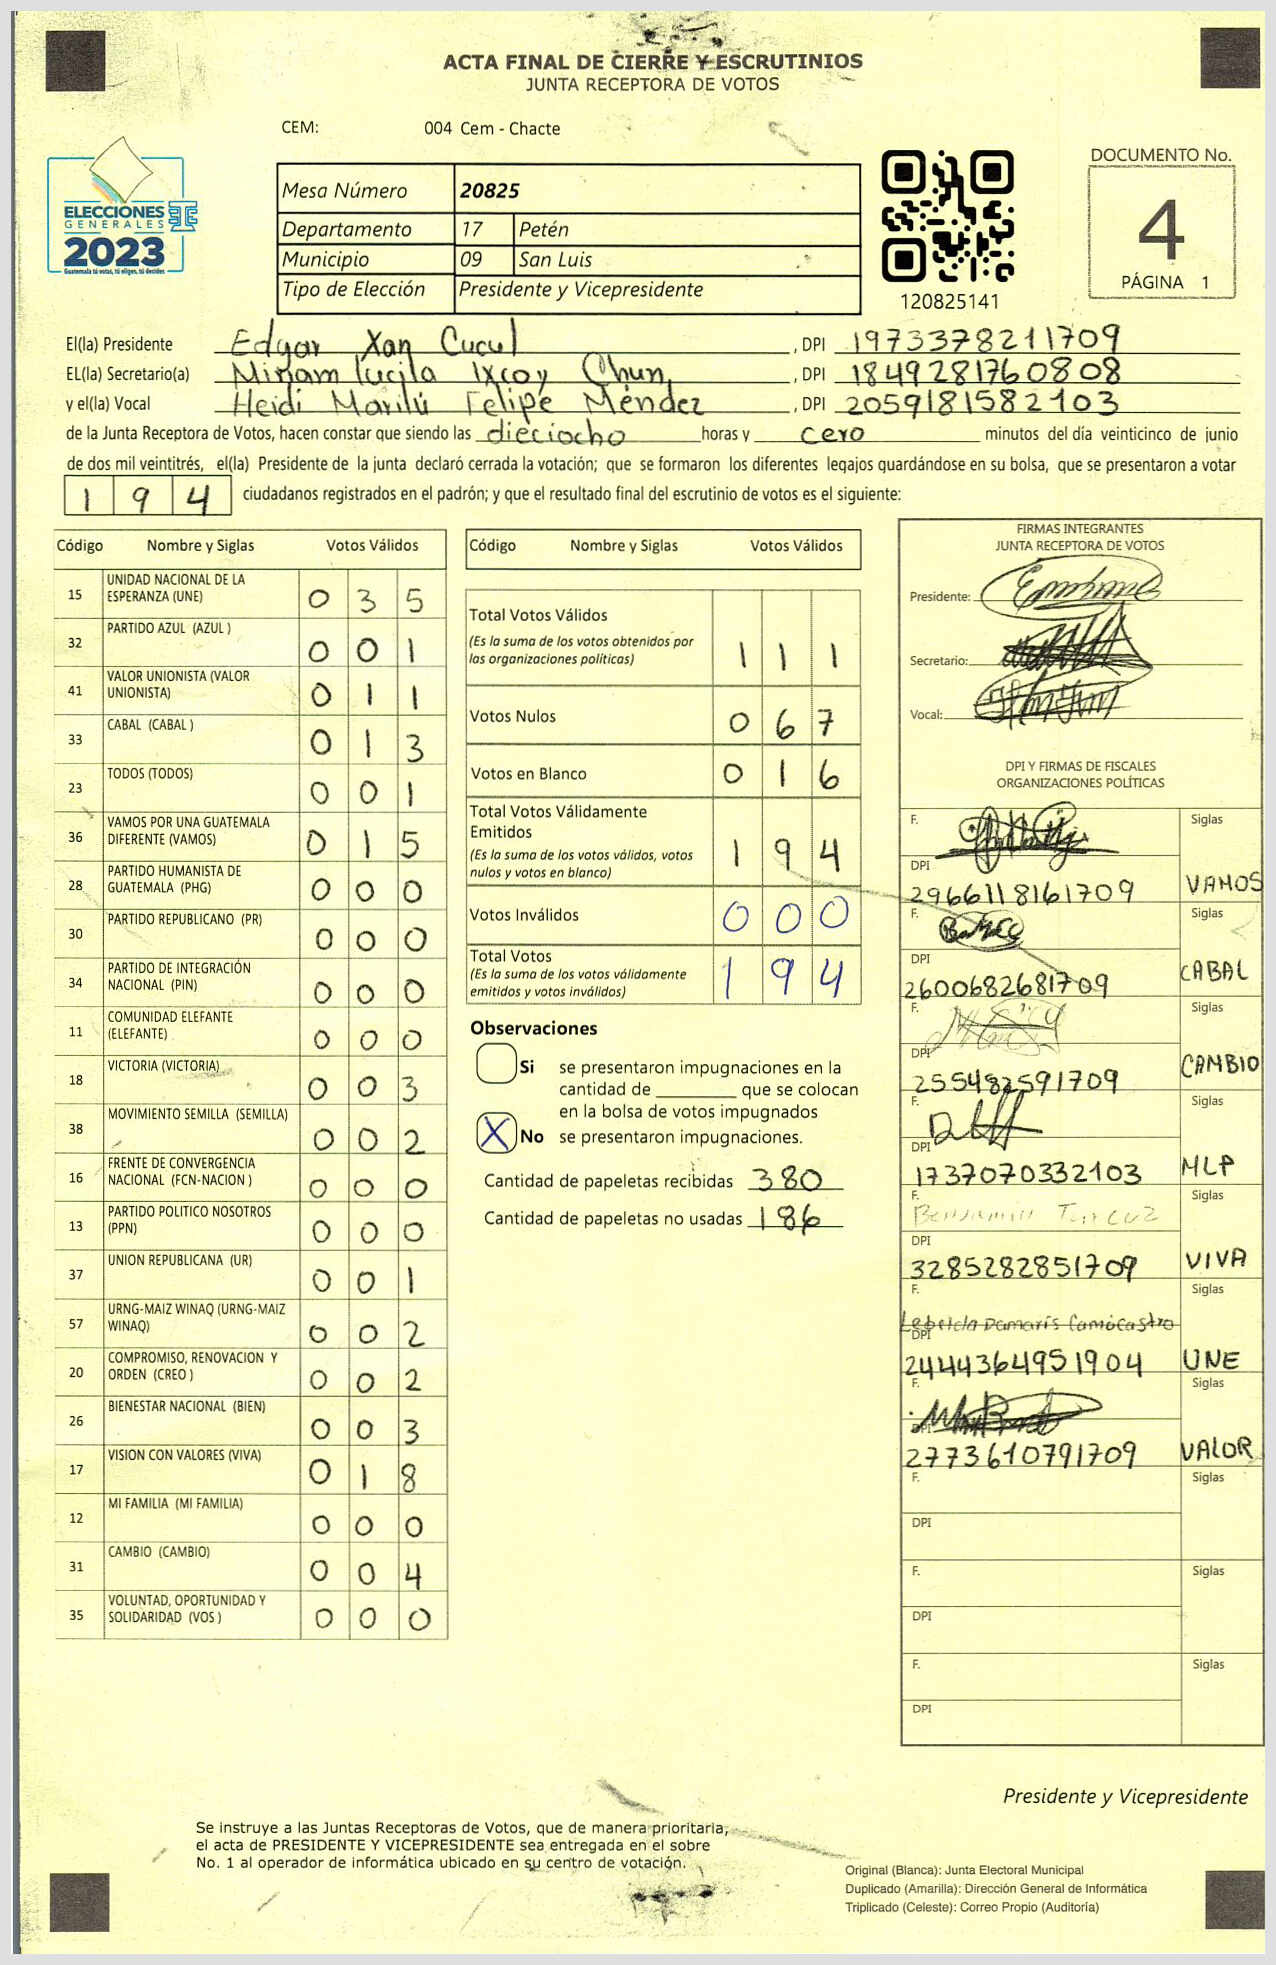 ACTA FINAL DE CIERRE Y ESCRUTINIOS
JUNTA RECEPTORA DE VOTOS
CEM: 004 Cem - Chacte
ELECCIONES
GENERALES
2023
Guatemala tú votas, tú eliges, tú decides
Mesa Número 20825
Departamento 17 Petén
Municipio 09 San Luis
Tipo de Elección Presidente y Vicepresidente
120825141
DOCUMENTO No.
4
PÁGINA 1
El(la) Presidente Edgar Xan Cucul, DPI 1973378211709
EL(la) Secretario(a) Miriam lucila Ixcoy Chun, DPI 1849281760808
y el(la) Vocal Heidi Marilú Felipe Méndez, DPI 2059181582103
de la Junta Receptora de Votos, hacen constar que siendo las dieciocho horas y cero minutos del día veinticinco de junio
de dos mil veintitrés, el(la) Presidente de la junta declaró cerrada la votación; que se formaron los diferentes legajos guardándose en su bolsa, que se presentaron a votar
194 ciudadanos registrados en el padrón; y que el resultado final del escrutinio de votos es el siguiente:
Código Nombre y Siglas Votos Válidos
15 UNIDAD NACIONAL DE LA
ESPERANZA (UNE) 0 3 5
32 PARTIDO AZUL (AZUL ) 0 0 1
41 VALOR UNIONISTA (VALOR
UNIONISTA) 0 1 1
33 CABAL (CABAL ) 0 1 3
23 TODOS (TODOS) 0 0 1
36 VAMOS POR UNA GUATEMALA
DIFERENTE (VAMOS) 0 1 5
28 PARTIDO HUMANISTA DE
GUATEMALA (PHG) 0 0 0
30 PARTIDO REPUBLICANO (PR) 0 0 0
34 PARTIDO DE INTEGRACIÓN
NACIONAL (PIN) 0 0 0
11 COMUNIDAD ELEFANTE
(ELEFANTE) 0 0 0
18 VICTORIA (VICTORIA) 0 0 3
38 MOVIMIENTO SEMILLA (SEMILLA) 0 0 2
16 FRENTE DE CONVERGENCIA
NACIONAL (FCN-NACION ) 0 0 0
13 PARTIDO POLITICO NOSOTROS
(PPN) 0 0 0
37 UNION REPUBLICANA (UR) 0 0 1
57 URNG-MAIZ WINAQ (URNG-MAIZ
WINAQ) 0 0 2
20 COMPROMISO, RENOVACION Y
ORDEN (CREO ) 0 0 2
26 BIENESTAR NACIONAL (BIEN) 0 0 3
17 VISION CON VALORES (VIVA) 0 1 8
12 MI FAMILIA (MI FAMILIA) 0 0 0
31 CAMBIO (CAMBIO) 0 0 4
35 VOLUNTAD, OPORTUNIDAD Y
SOLIDARIDAD (VOS ) 0 0 0
Código Nombre y Siglas Votos Válidos
Total Votos Válidos
(Es la suma de los votos obtenidos por
las organizaciones políticas) 1 1 1
Votos Nulos 0 6 7
Votos en Blanco 0 1 6
Total Votos Válidamente
Emitidos
(Es la suma de los votos válidos, votos
nulos y votos en blanco) 1 9 4
Votos Inválidos 0 0 0
Total Votos
(Es la suma de los votos válidamente
emitidos y votos inválidos) 1 9 4
Observaciones
Si se presentaron impugnaciones en la
cantidad de ________ que se colocan
en la bolsa de votos impugnados
X No se presentaron impugnaciones.
Cantidad de papeletas recibidas 380
Cantidad de papeletas no usadas 186
FIRMAS INTEGRANTES
JUNTA RECEPTORA DE VOTOS
Presidente:
Secretario:
Vocal:
DPI Y FIRMAS DE FISCALES
ORGANIZACIONES POLÍTICAS
F. Siglas
DPI
2966118161709 VAMOS
F. Siglas
DPI
2600682681709 CABAL
F. Siglas
DPI
255482591709 CAMBIO
F. Siglas
DPI
1737070332103 MLP
F. Siglas
Benjamin
DPI
3285282851709 VIVA
F. Siglas
Damaris
DPI
2444364951904 UNE
F. Siglas
DPI
2773610791709 VALOR
F. Siglas
DPI
F. Siglas
DPI
F. Siglas
DPI
Presidente y Vicepresidente
Se instruye a las Juntas Receptoras de Votos, que de manera prioritaria,
el acta de PRESIDENTE Y VICEPRESIDENTE sea entregada en el sobre
No. 1 al operador de informática ubicado en su centro de votación.
Original (Blanca): Junta Electoral Municipal
Duplicado (Amarilla): Dirección General de Informática
Triplicado (Celeste): Correo Propio (Auditoría)